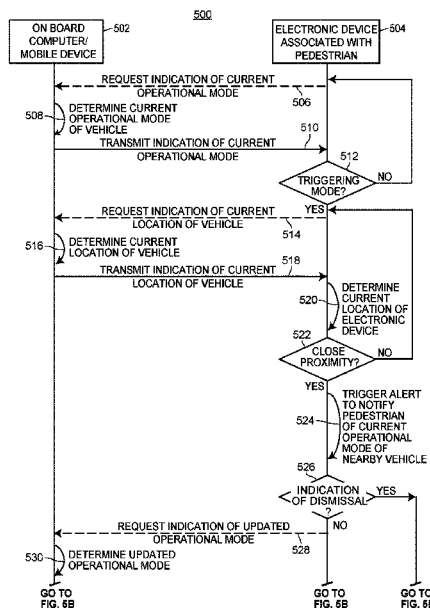 500
ON BOARD
COMPUTER/
MOBILE DEVICE
502
ELECTRONIC DEVICE
ASSOCIATED WITH
PEDESTRIAN
504
REQUEST INDICATION OF CURRENT
OPERATIONAL MODE
506
508
DETERMINE CURRENT
OPERATIONAL MODE
OF VEHICLE
510
TRANSMIT INDICATION OF CURRENT
OPERATIONAL MODE
512
TRIGGERING
MODE?
NO
YES
REQUEST INDICATION OF CURRENT
LOCATION OF VEHICLE
514
516
DETERMINE CURRENT
LOCATION OF VEHICLE
518
TRANSMIT INDICATION OF CURRENT
LOCATION OF VEHICLE
520
DETERMINE
CURRENT
LOCATION OF
ELECTRONIC
DEVICE
522
CLOSE
PROXIMITY?
NO
YES
524
TRIGGER ALERT
TO NOTIFY
PEDESTRIAN
OF CURRENT
OPERATIONAL
MODE OF
NEARBY VEHICLE
526
INDICATION
OF DISMISSAL
?
YES
NO
REQUEST INDICATION OF UPDATED
OPERATIONAL MODE
528
530
DETERMINE UPDATED
OPERATIONAL MODE
GO TO
FIG. 5B
GO TO
FIG. 5B
GO TO
FIG.